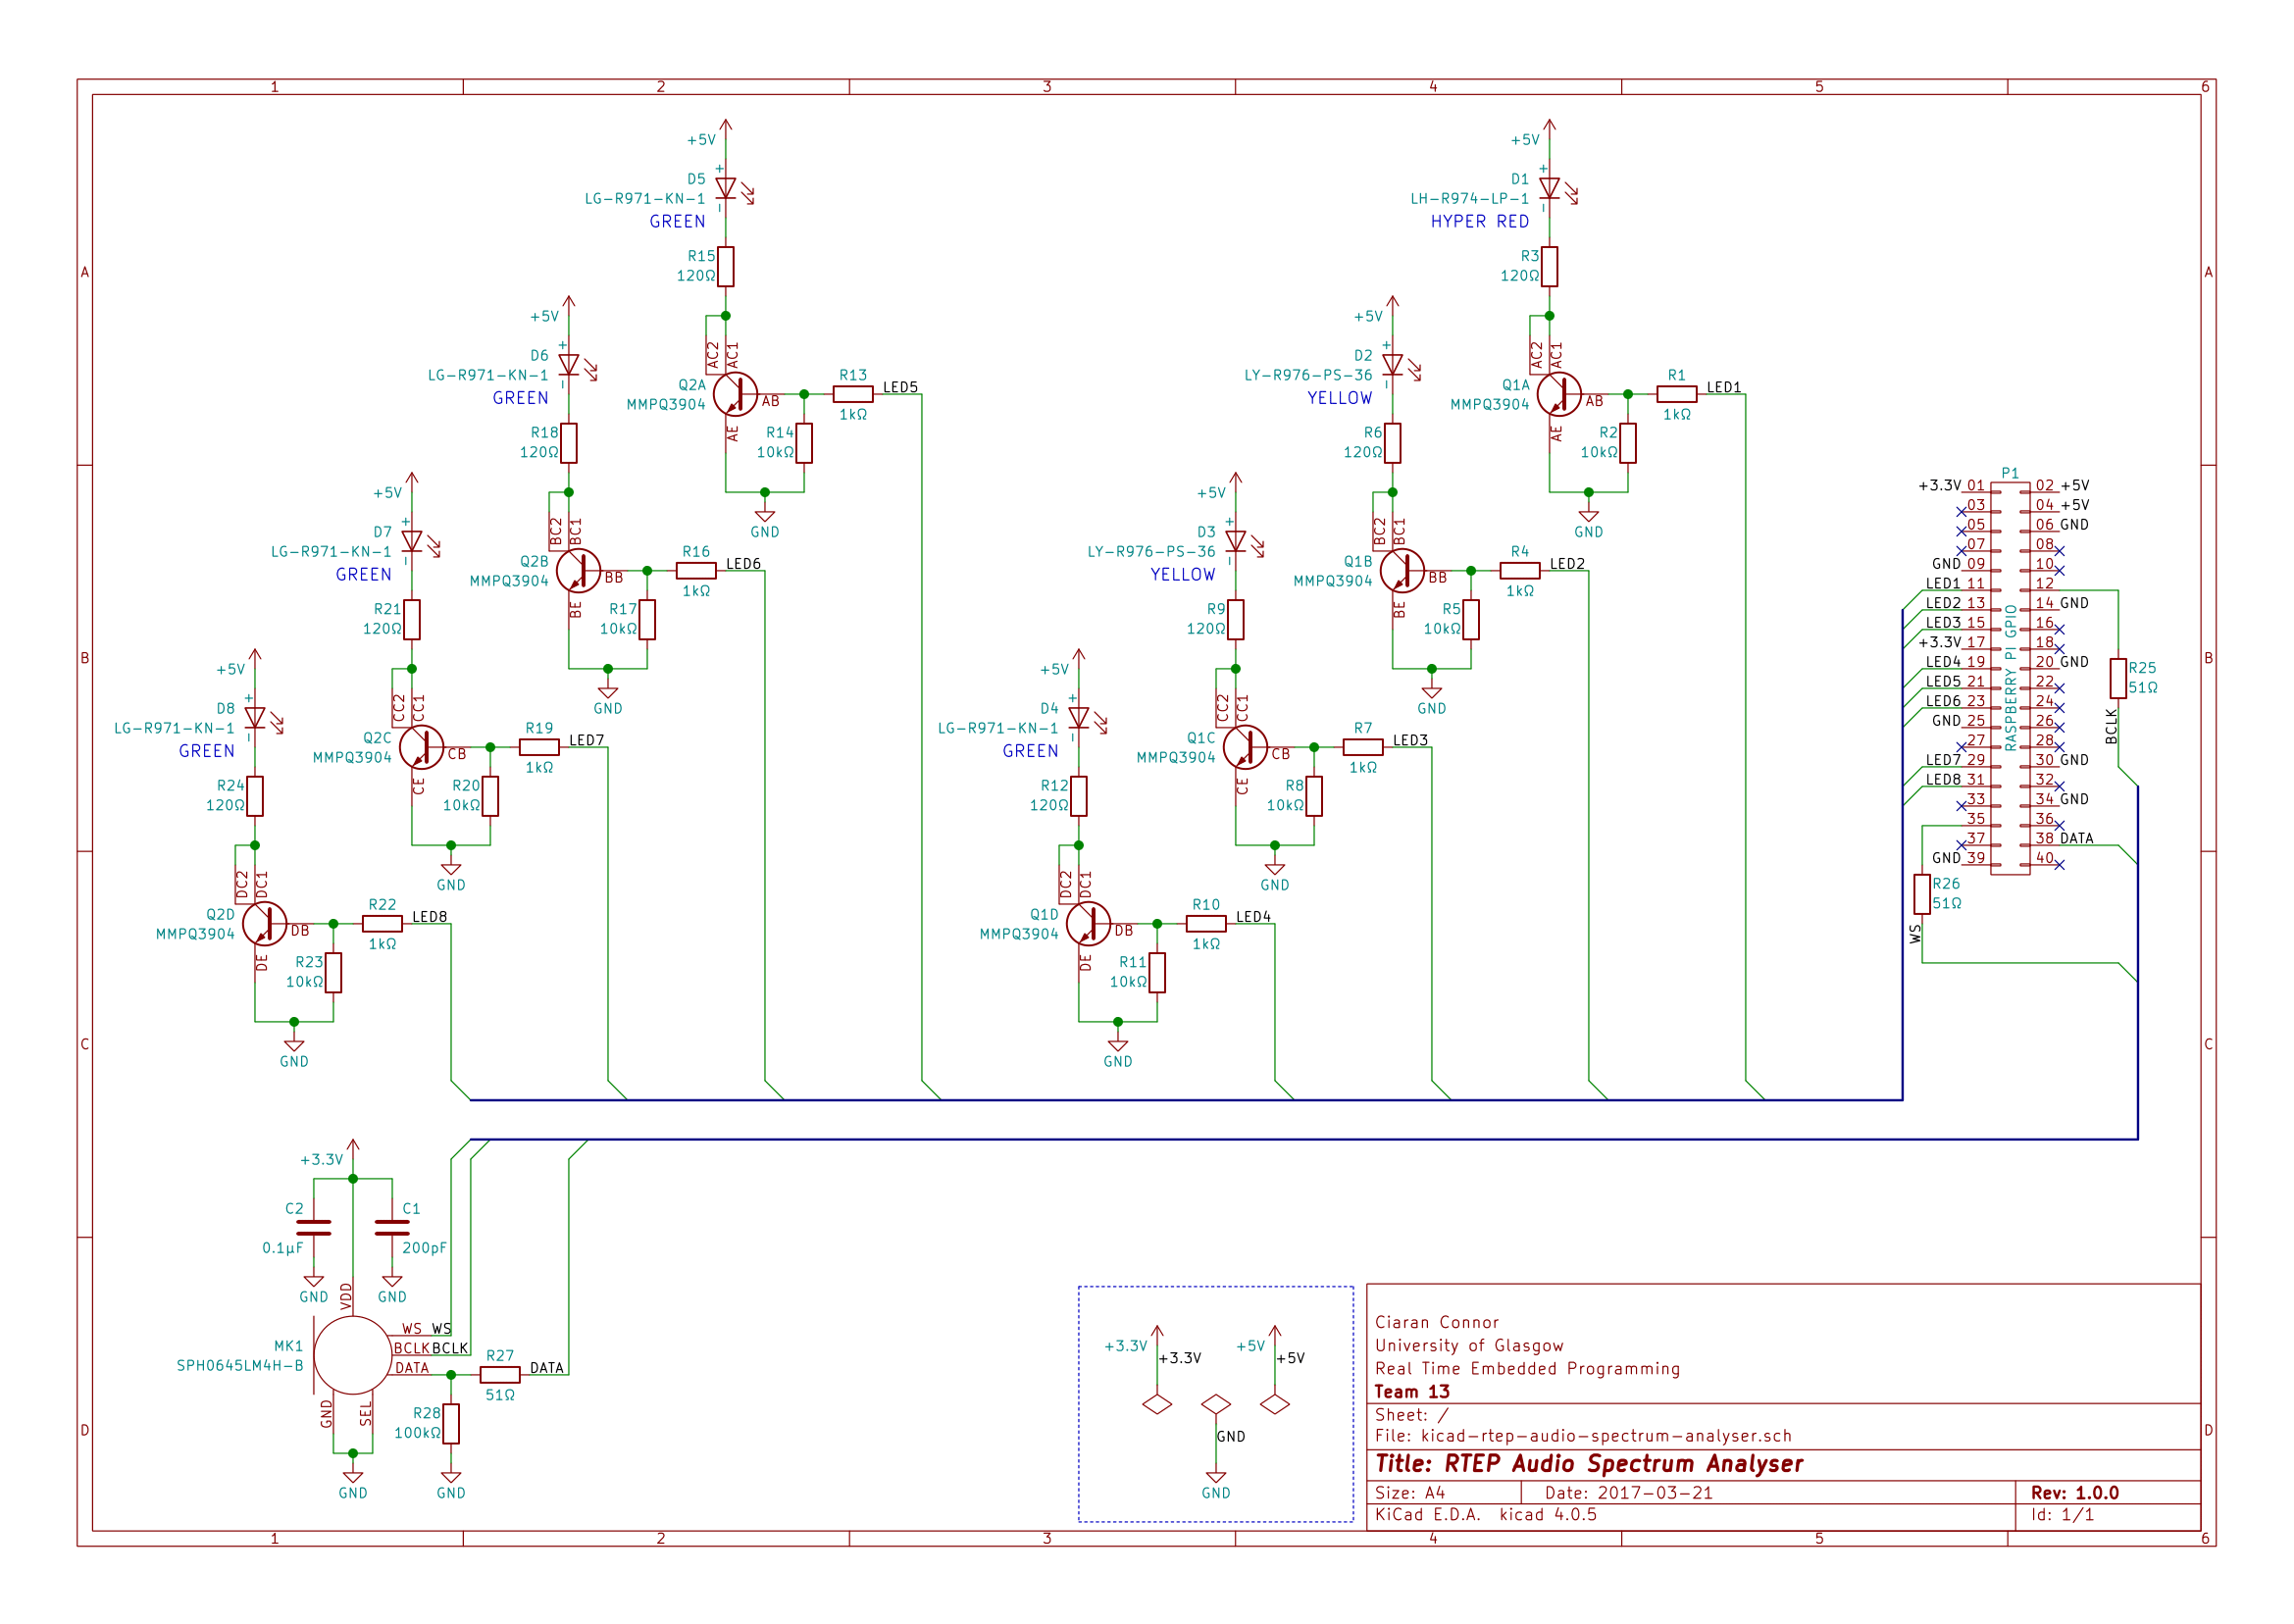 1 2 3 4 5 6
A A
B B
C C
D D
+5V
D5
LG-R971-KN-1
GREEN
R15
120Ω
AC2
AC1
Q2A
MMPQ3904
AB
AE
R13
1kΩ
LED5
R14
10kΩ
GND
+5V
D1
LH-R974-LP-1
HYPER RED
R3
120Ω
AC2
AC1
Q1A
MMPQ3904
AB
AE
R1
1kΩ
LED1
R2
10kΩ
GND
+5V
D6
LG-R971-KN-1
GREEN
R18
120Ω
BC2
BC1
Q2B
MMPQ3904
BB
BE
R16
1kΩ
LED6
R17
10kΩ
GND
+5V
D2
LY-R976-PS-36
YELLOW
R6
120Ω
BC2
BC1
Q1B
MMPQ3904
BB
BE
R4
1kΩ
LED2
R5
10kΩ
GND
+5V
D7
LG-R971-KN-1
GREEN
R21
120Ω
CC2
CC1
Q2C
MMPQ3904
CB
CE
R19
1kΩ
LED7
R20
10kΩ
GND
+5V
D3
LY-R976-PS-36
YELLOW
R9
120Ω
CC2
CC1
Q1C
MMPQ3904
CB
CE
R7
1kΩ
LED3
R8
10kΩ
GND
+5V
D8
LG-R971-KN-1
GREEN
R24
120Ω
DC2
DC1
Q2D
MMPQ3904
DB
DE
R22
1kΩ
LED8
R23
10kΩ
GND
+5V
D4
LG-R971-KN-1
GREEN
R12
120Ω
DC2
DC1
Q1D
MMPQ3904
DB
DE
R10
1kΩ
LED4
R11
10kΩ
GND
P1
RASPBERRY PI GPIO
+3.3V 01 02 +5V
03 04 +5V
05 06 GND
07 08
GND 09 10
LED1 11 12
LED2 13 14 GND
LED3 15 16
+3.3V 17 18
LED4 19 20 GND
LED5 21 22
LED6 23 24
GND 25 26
27 28
LED7 29 30 GND
LED8 31 32
33 34 GND
35 36
37 38 DATA
GND 39 40
R25
51Ω
BCLK
R26
51Ω
WS
+3.3V
C2
0.1µF
GND
C1
200pF
GND
VDD
MK1
SPH0645LM4H-B
WS WS
BCLK BCLK
DATA
GND
SEL
GND
R27
51Ω
DATA
R28
100kΩ
GND
+3.3V
+3.3V
+5V
+5V
GND
GND
Ciaran Connor
University of Glasgow
Real Time Embedded Programming
Team 13
Sheet: /
File: kicad-rtep-audio-spectrum-analyser.sch
Title: RTEP Audio Spectrum Analyser
Size: A4 Date: 2017-03-21 Rev: 1.0.0
KiCad E.D.A. kicad 4.0.5 Id: 1/1
1 2 3 4 5 6